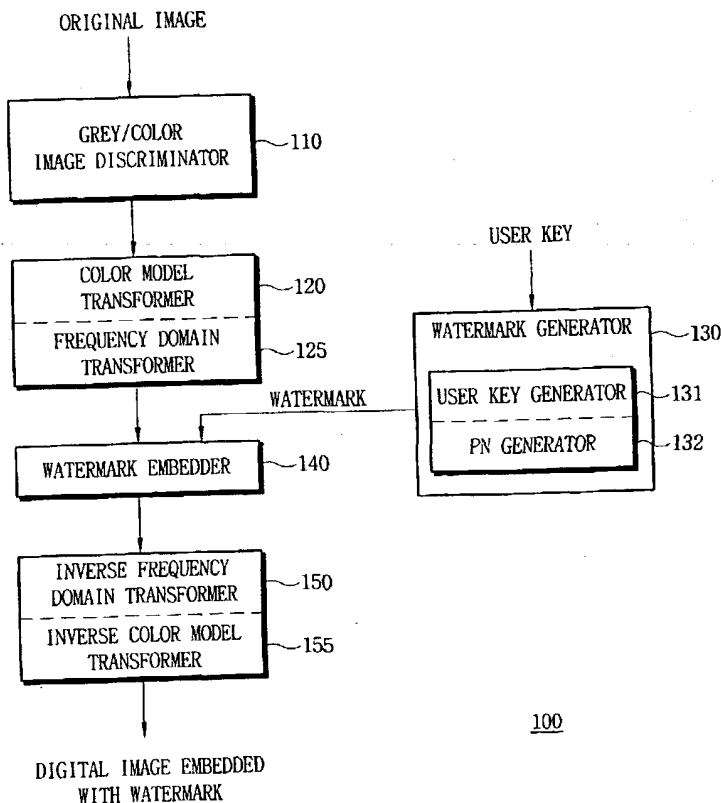 ORIGINAL IMAGE
GREY/COLOR
IMAGE DISCRIMINATOR
110
USER KEY
COLOR MODEL
TRANSFORMER
120
FREQUENCY DOMAIN
TRANSFORMER
125
WATERMARK GENERATOR
130
USER KEY GENERATOR
131
PN GENERATOR
132
WATERMARK
WATERMARK EMBEDDER
140
INVERSE FREQUENCY
DOMAIN TRANSFORMER
150
INVERSE COLOR MODEL
TRANSFORMER
155
100
DIGITAL IMAGE EMBEDDED
WITH WATERMARK